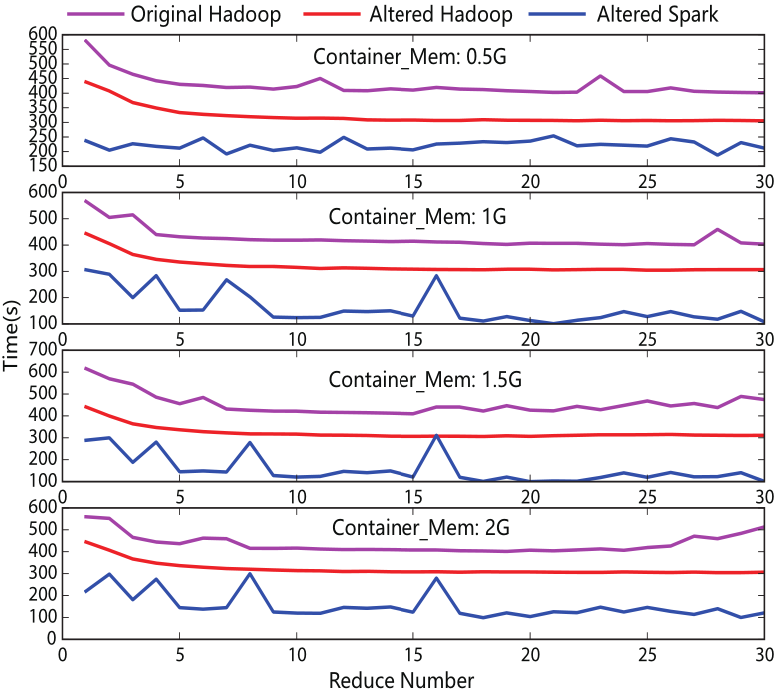 Original Hadoop Altered Hadoop Altered Spark
Container_Mem: 0.5G
600
550
500
450
400
350
300
250
200
150
0 5 10 15 20 25 30
Container_Mem: 1G
600
500
400
300
200
100
0 5 10 15 20 25 30
Time(s)
Container_Mem: 1.5G
700
600
500
400
300
200
100
0 5 10 15 20 25 30
Container_Mem: 2G
600
500
400
300
200
100
0
0 5 10 15 20 25 30
Reduce Number